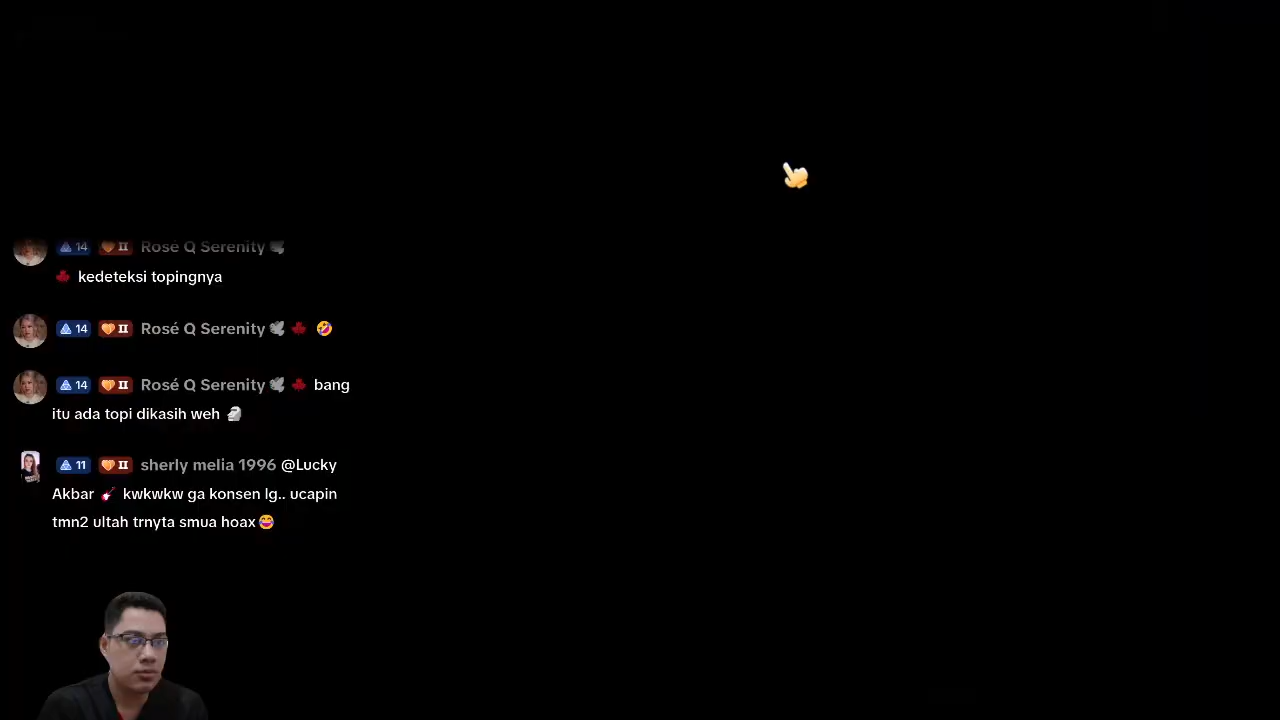 14 II Rosé Q Serenity 🕊
♣ kedeteksi topingnya
14 II Rosé Q Serenity 🕊 ♣ 🤣
14 II Rosé Q Serenity 🕊 ♣ bang
itu ada topi dikasih weh 🗿
11 II sherly melia 1996 @Lucky
Akbar 🎸 kwkwkw ga konsen lg.. ucapin
tmn2 ultah trnyta smua hoax😂